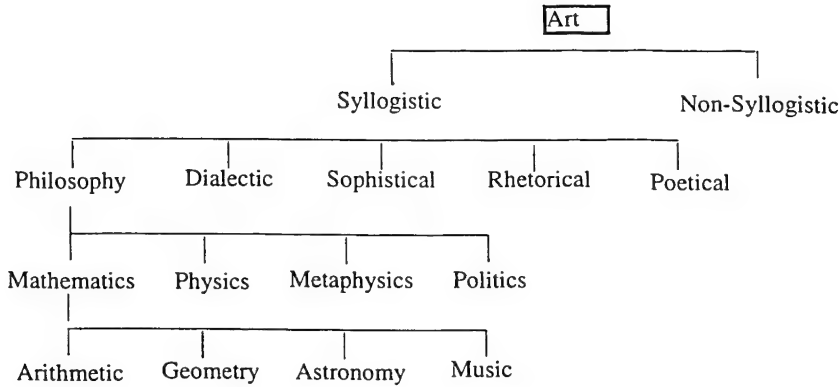 Art
Syllogistic Non-Syllogistic
Philosophy Dialectic Sophistical Rhetorical Poetical
Mathematics Physics Metaphysics Politics
Arithmetic Geometry Astronomy Music